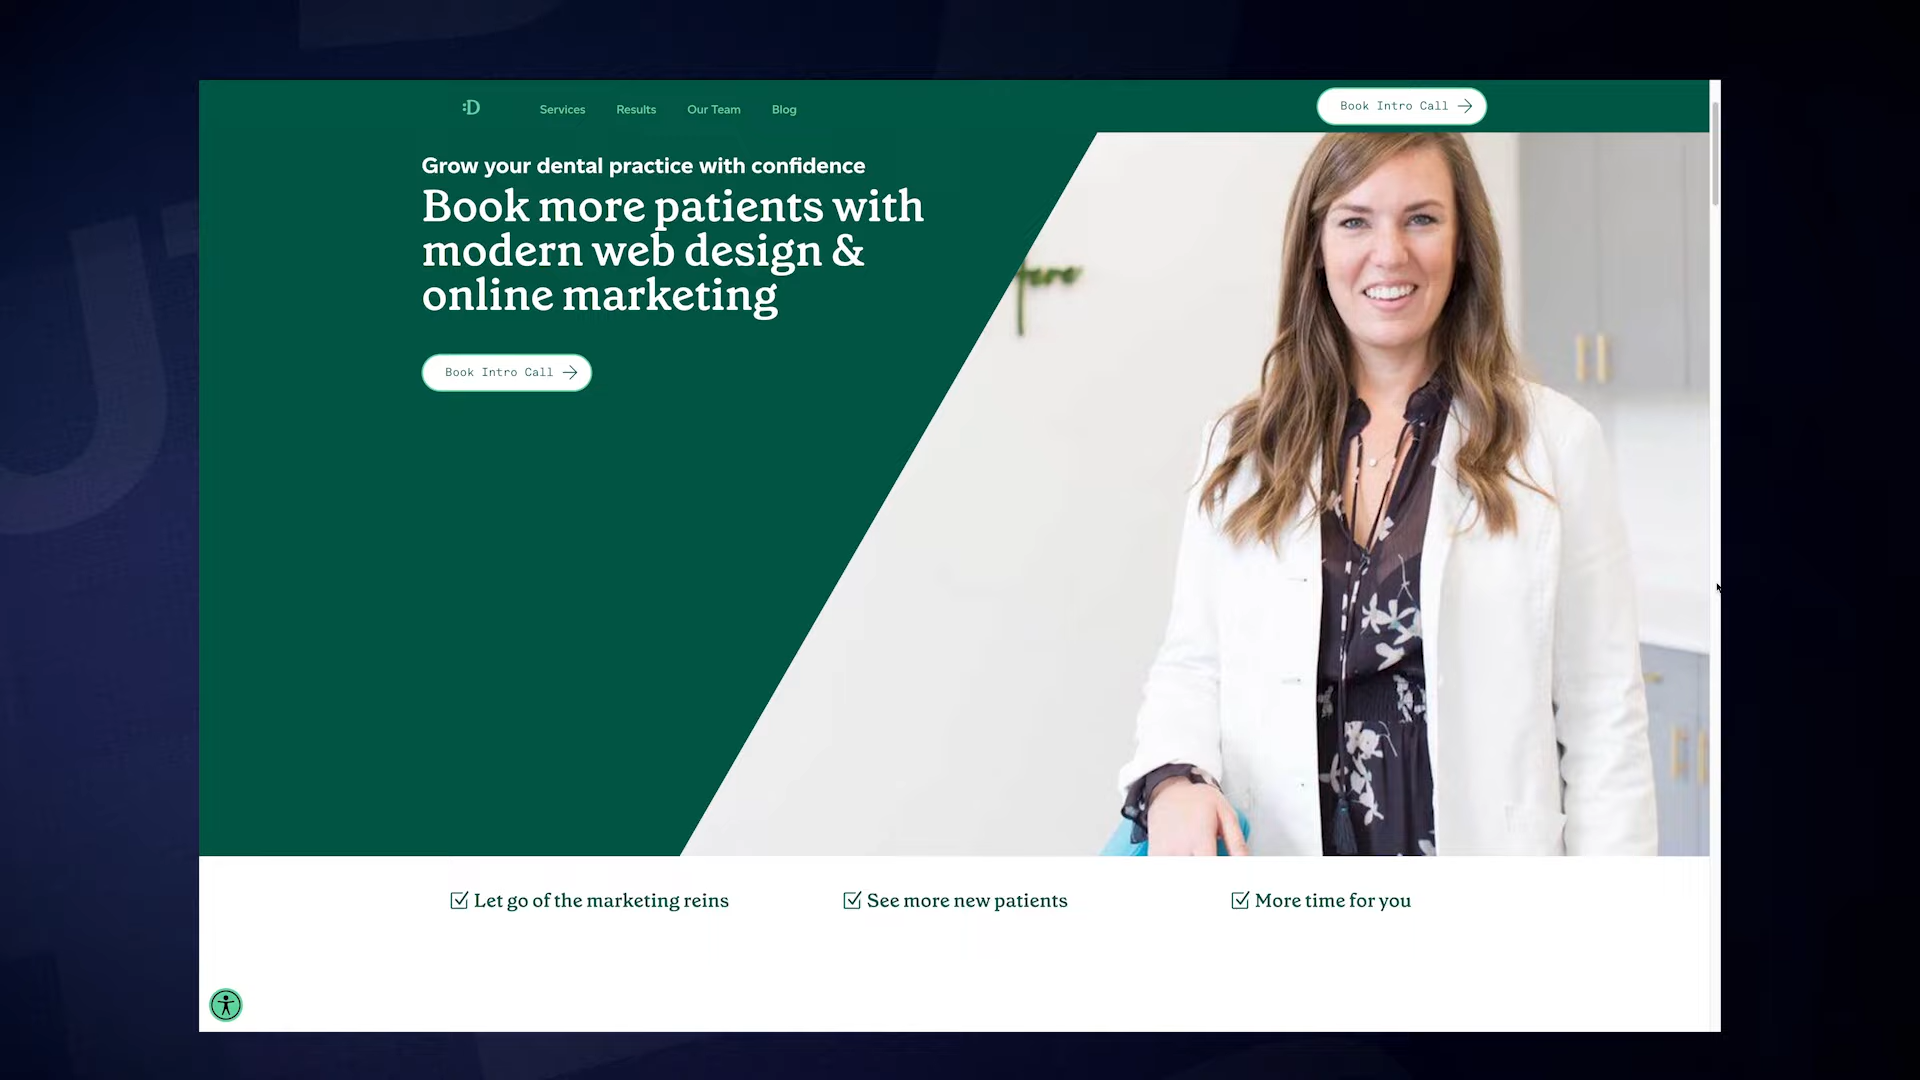 :D
Services
Results
Our Team
Blog
Book Intro Call
Grow your dental practice with confidence
Book more patients with
modern web design &
online marketing
Book Intro Call
Let go of the marketing reins
See more new patients
More time for you